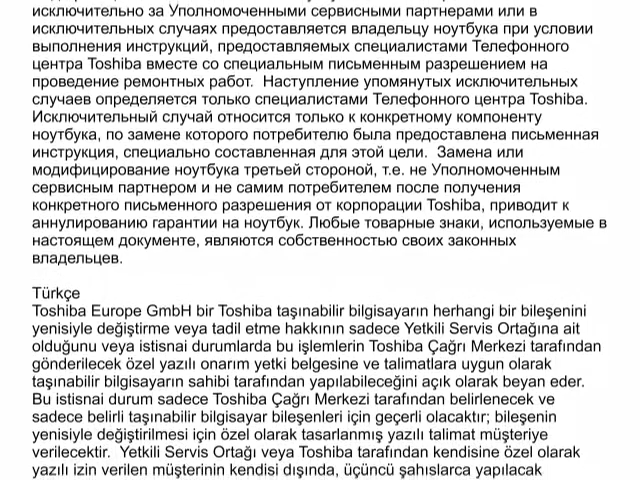 исключительно за Уполномоченными сервисными партнерами или в
исключительных случаях предоставляется владельцу ноутбука при условии
выполнения инструкций, предоставляемых специалистами Телефонного
центра Toshiba вместе со специальным письменным разрешением на
проведение ремонтных работ.  Наступление упомянутых исключительных
случаев определяется только специалистами Телефонного центра Toshiba.
Исключительный случай относится только к конкретному компоненту
ноутбука, по замене которого потребителю была предоставлена письменная
инструкция, специально составленная для этой цели.  Замена или
модифицирование ноутбука третьей стороной, т.е. не Уполномоченным
сервисным партнером и не самим потребителем после получения
конкретного письменного разрешения от корпорации Toshiba, приводит к
аннулированию гарантии на ноутбук. Любые товарные знаки, используемые в
настоящем документе, являются собственностью своих законных
владельцев.
Türkçe
Toshiba Europe GmbH bir Toshiba taşınabilir bilgisayarın herhangi bir bileşenini
yenisiyle değiştirme veya tadil etme hakkının sadece Yetkili Servis Ortağına ait
olduğunu veya istisnai durumlarda bu işlemlerin Toshiba Çağrı Merkezi tarafından
gönderilecek özel yazılı onarım yetki belgesine ve talimatlara uygun olarak
taşınabilir bilgisayarın sahibi tarafından yapılabileceğini açık olarak beyan eder.
Bu istisnai durum sadece Toshiba Çağrı Merkezi tarafından belirlenecek ve
sadece belirli taşınabilir bilgisayar bileşenleri için geçerli olacaktır; bileşenin
yenisiyle değiştirilmesi için özel olarak tasarlanmış yazılı talimat müşteriye
verilecektir.  Yetkili Servis Ortağı veya Toshiba tarafından kendisine özel olarak
yazılı izin verilen müşterinin kendisi dışında, üçüncü şahıslarca yapılacak